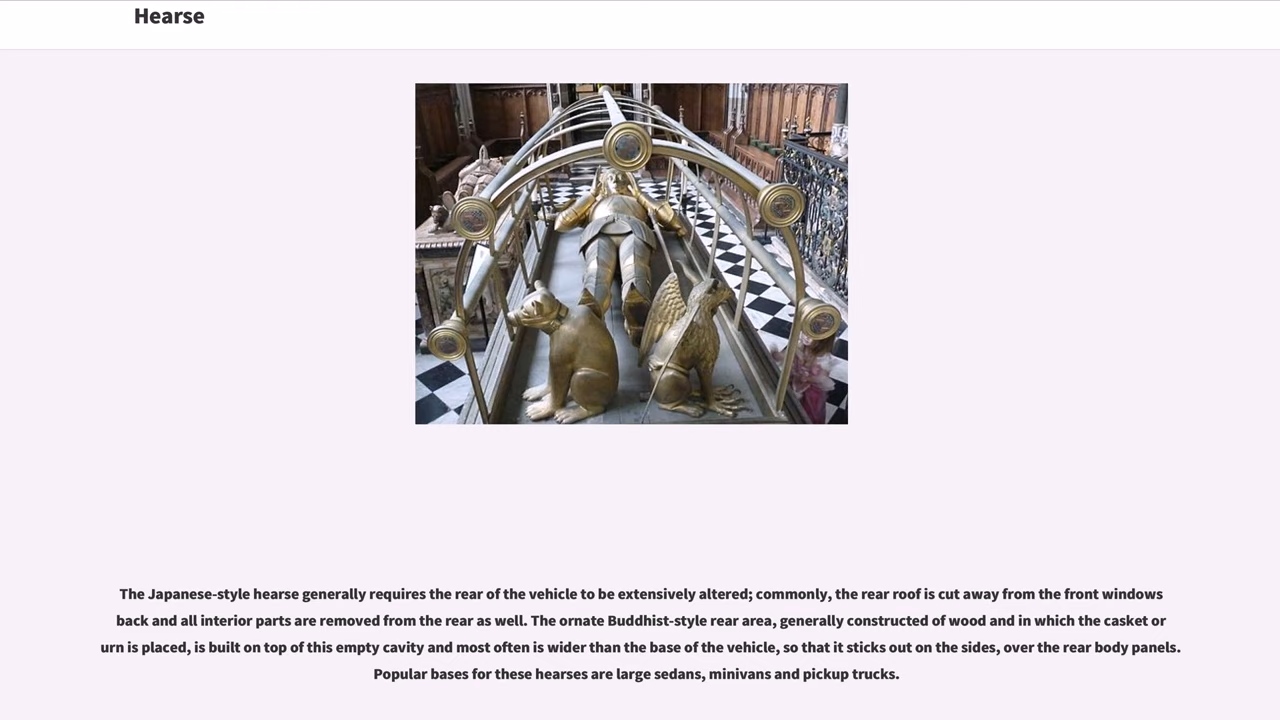 Hearse
The Japanese-style hearse generally requires the rear of the vehicle to be extensively altered; commonly, the rear roof is cut away from the front windows
back and all interior parts are removed from the rear as well. The ornate Buddhist-style rear area, generally constructed of wood and in which the casket or
urn is placed, is built on top of this empty cavity and most often is wider than the base of the vehicle, so that it sticks out on the sides, over the rear body panels.
Popular bases for these hearses are large sedans, minivans and pickup trucks.